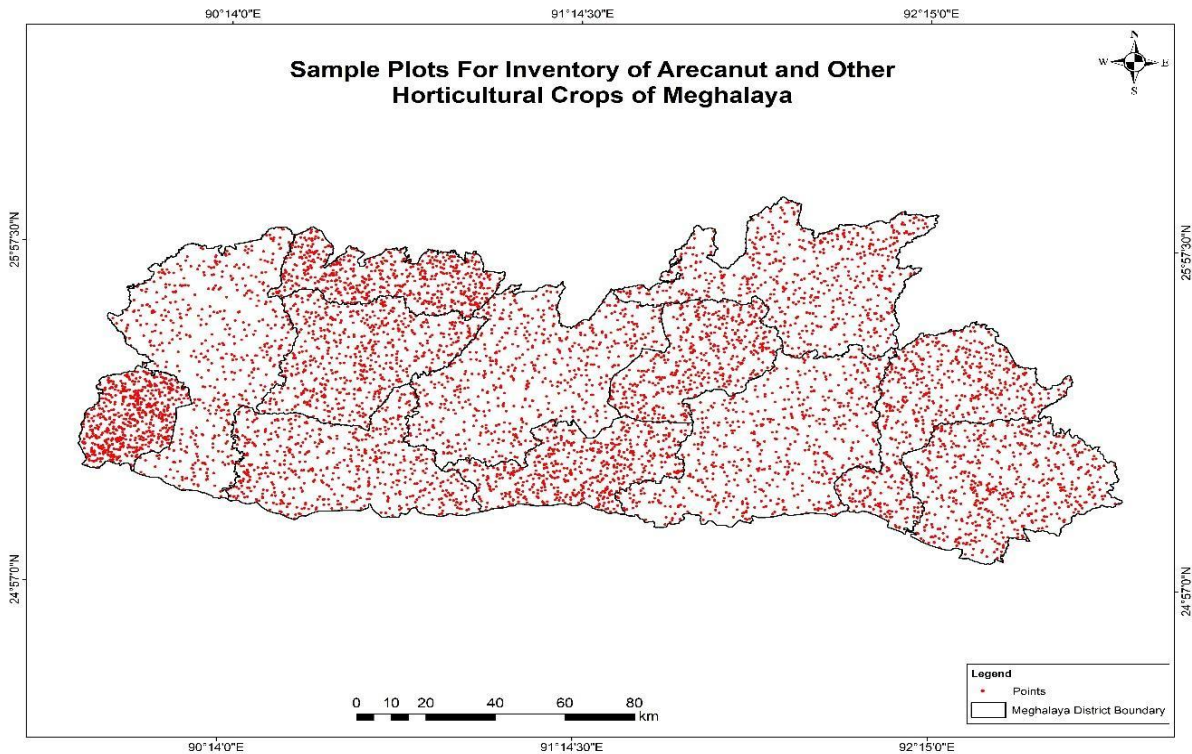 90°14'0"E 91°14'30"E 92°15'0"E
Sample Plots For Inventory of Arecanut and Other
Horticultural Crops of Meghalaya
N
W E
S
25°57'30"N 25°57'30"N
24°57'0"N 24°57'0"N
0 10 20 40 60 80
km
Legend
Points
Meghalaya District Boundary
90°14'0"E 91°14'30"E 92°15'0"E